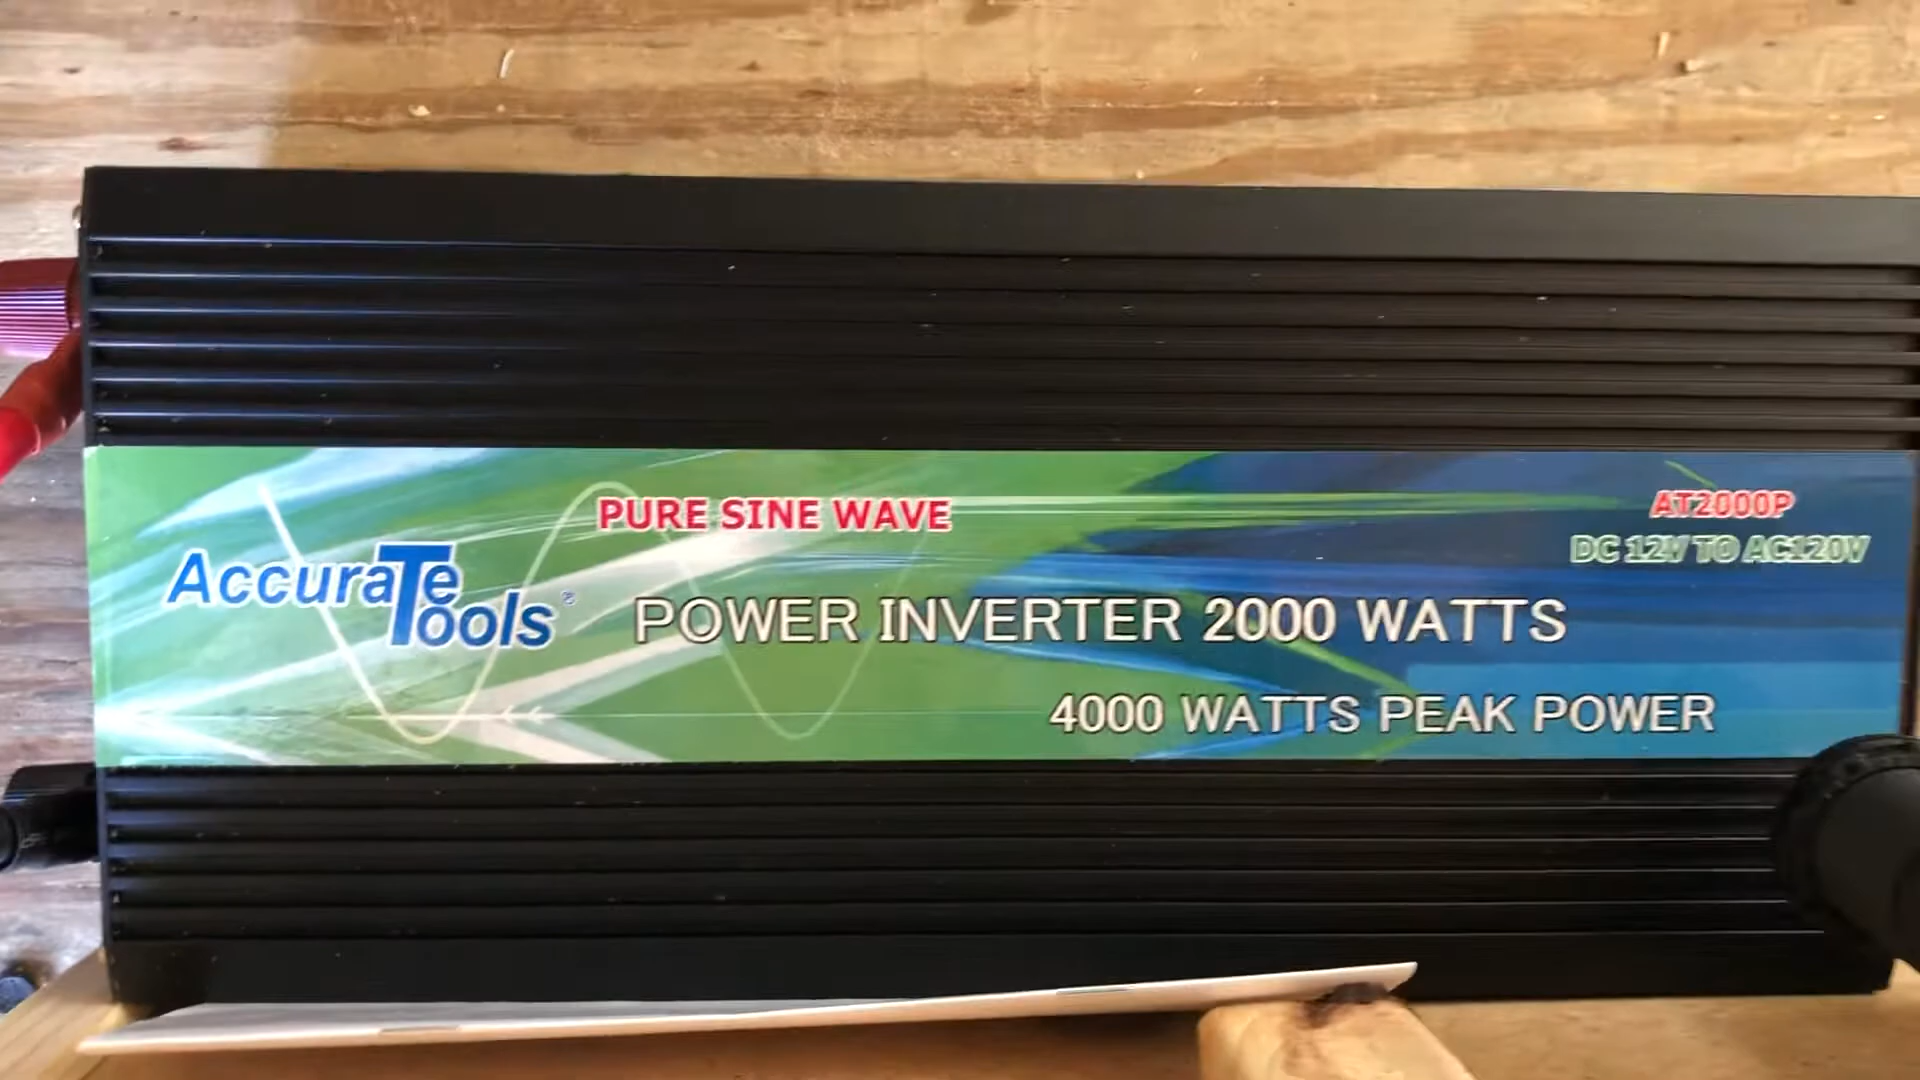 PURE SINE WAVE
AT2000P
DC 12V TO AC120V
AccuraTe Tools®
POWER INVERTER 2000 WATTS
4000 WATTS PEAK POWER